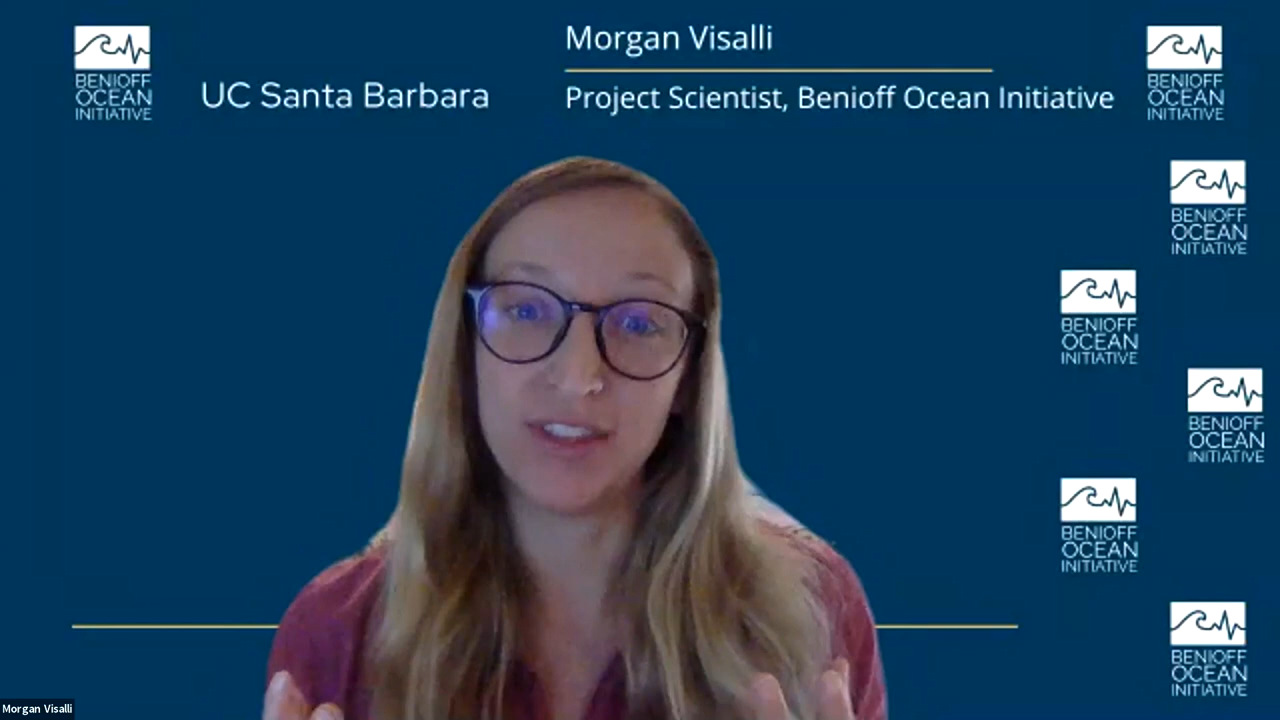 BENIOFF
OCEAN
INITIATIVE
UC Santa Barbara
Morgan Visalli
Project Scientist, Benioff Ocean Initiative
BENIOFF
OCEAN
INITIATIVE
BENIOFF
OCEAN
INITIATIVE
BENIOFF
OCEAN
INITIATIVE
BENIOFF
OCEAN
INITIATIVE
BENIOFF
OCEAN
INITIATIVE
BENIOFF
OCEAN
INITIATIVE
Morgan Visalli